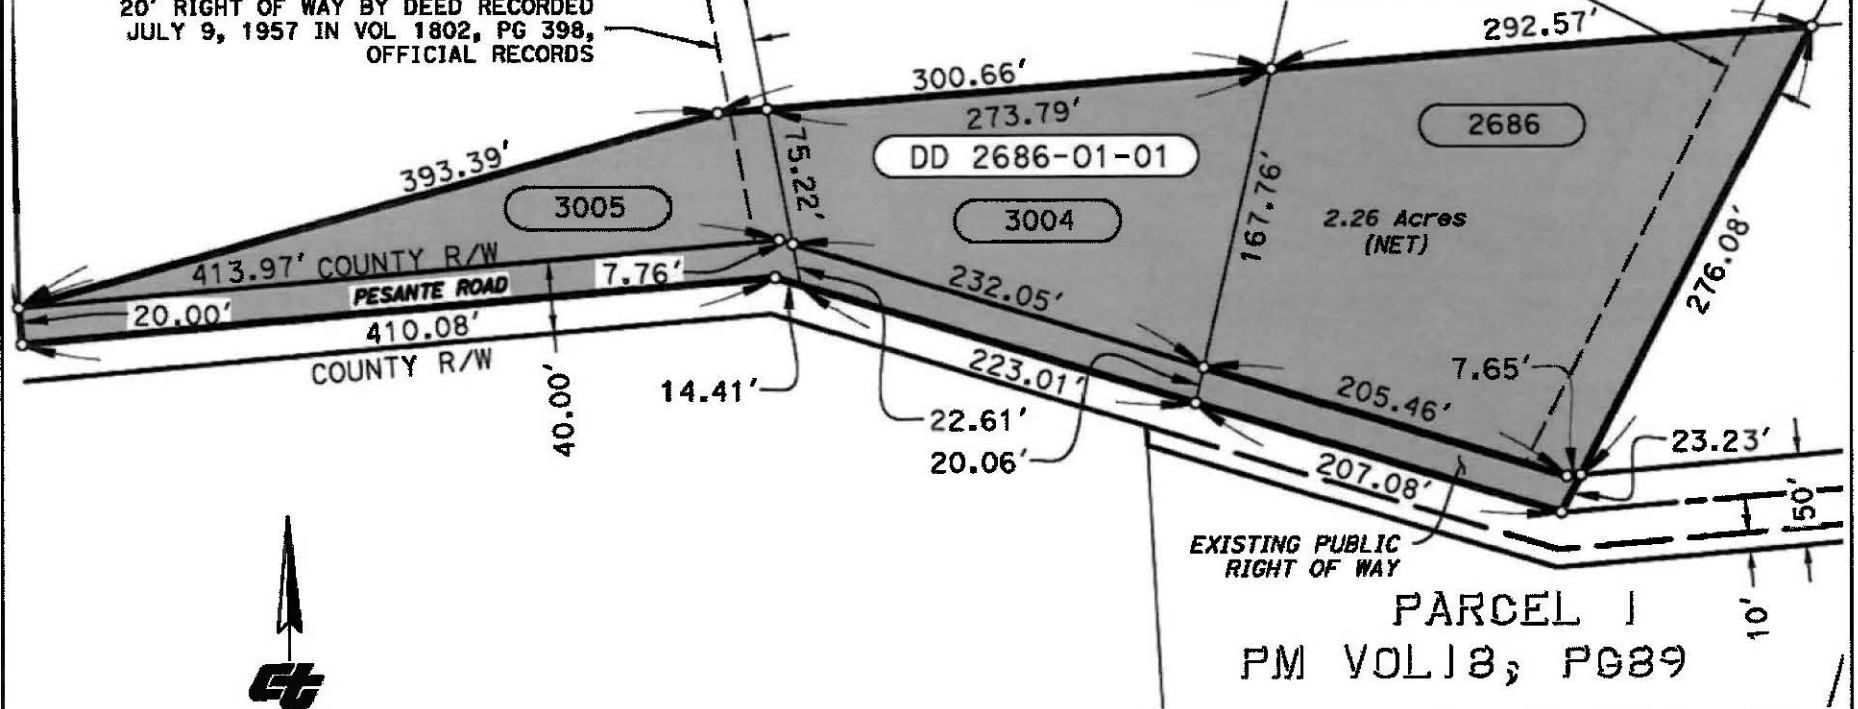 20' RIGHT OF WAY BY DEED RECORDED
JULY 9, 1957 IN VOL 1802, PG 398,
OFFICIAL RECORDS
292.57'
300.66'
273.79'
2686
DD 2686-01-01
75.22'
393.39'
167.76'
3005
3004
2.26 Acres
(NET)
276.08'
413.97' COUNTY R/W
7.76'
PESANTE ROAD
232.05'
20.00'
410.08'
COUNTY R/W
40.00'
14.41'
223.01'
7.65'
205.46'
22.61'
20.06'
23.23'
207.08'
50'
EXISTING PUBLIC
RIGHT OF WAY
10'
PARCEL 1
PM VOL18; PG89
Ct